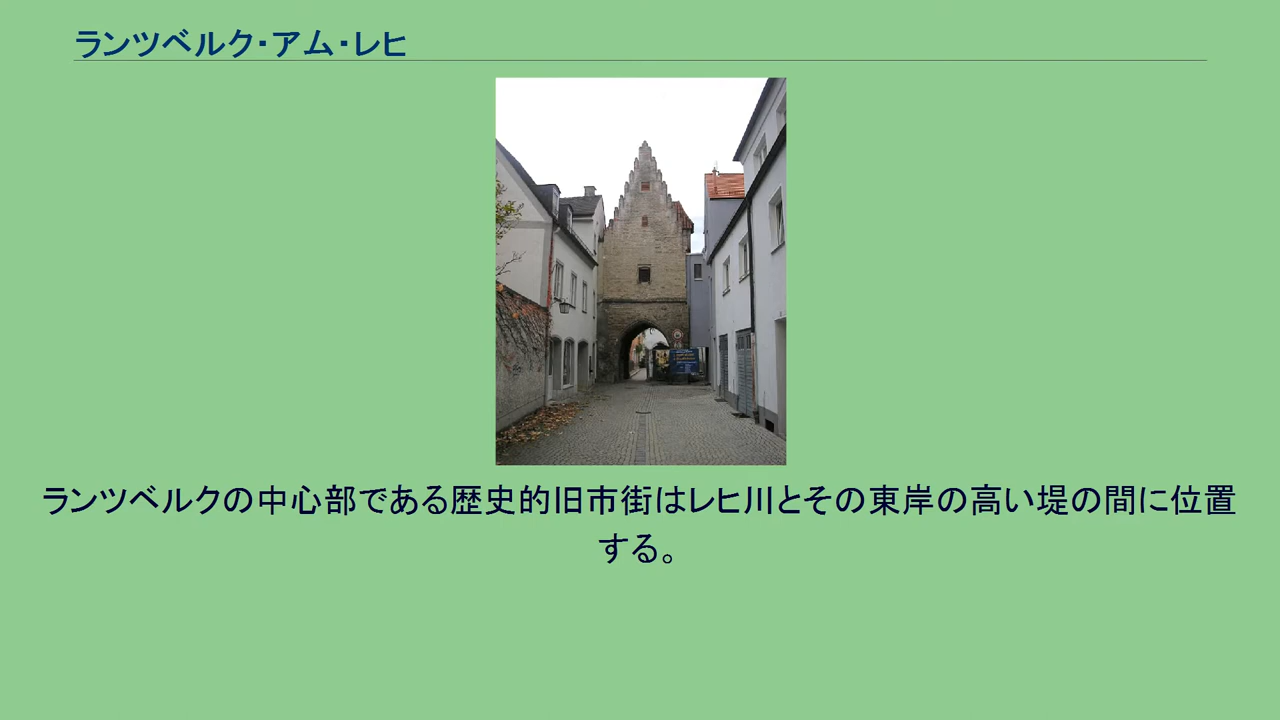 ランツベルク・アム・レヒ
ランツベルクの中心部である歴史的旧市街はレヒ川とその東岸の高い堤の間に位置
する。